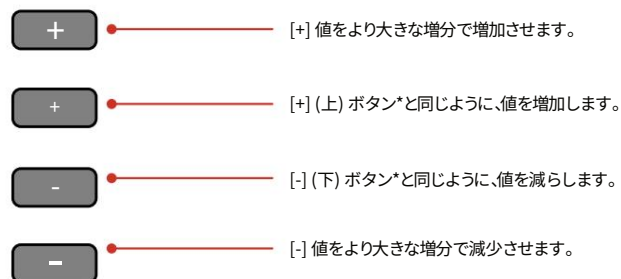 + [+] 値をより大きな増分で増加させます。
+ [+] (上) ボタン*と同じように、値を増加します。
- [-] (下) ボタン*と同じように、値を減らします。
- [-] 値をより大きな増分で減少させます。